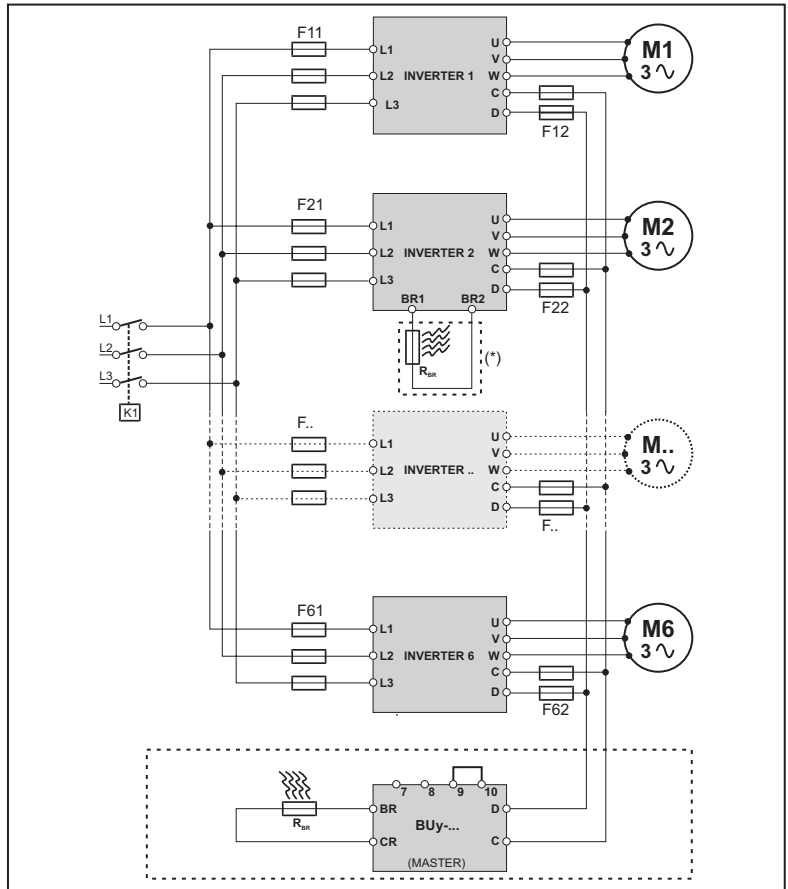 F11
L1
L2
L3
INVERTER 1
U
V
W
C
D
F12
M1
3
F21
L1
L2
L3
INVERTER 2
U
V
W
C
D
BR1
BR2
F22
M2
3
R BR
(*)
L1
L2
L3
K1
F..
L1
L2
L3
INVERTER ..
U
V
W
C
D
F..
M..
3
F61
L1
L2
L3
INVERTER 6
U
V
W
C
D
F62
M6
3
R BR
7
8
9
10
BR
CR
BUy-...
(MASTER)
D
C